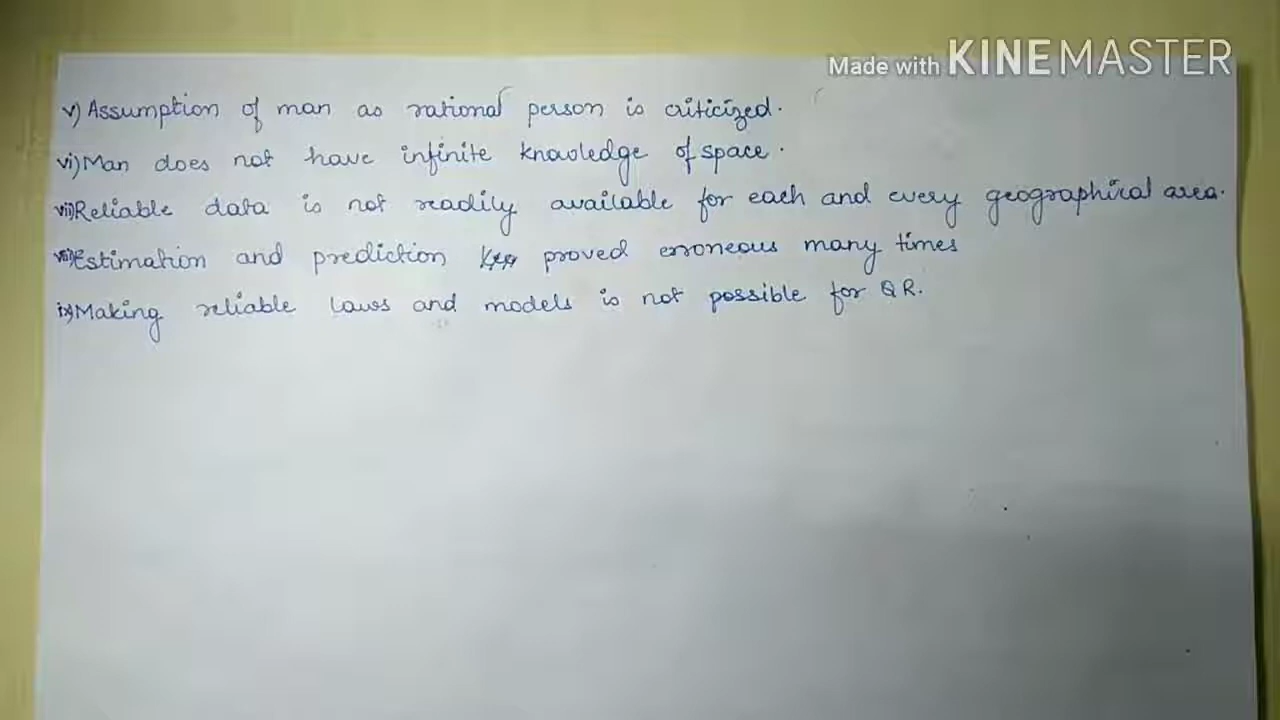 Made with KINEMASTER
v) Assumption of man as rational person is criticized.
vi) Man does not have infinite knowledge of space.
vii) Reliable data is not readily available for each and every geographical area.
viii) Estimation and prediction proved erroneous many times
ix) Making reliable laws and models is not possible for QR.